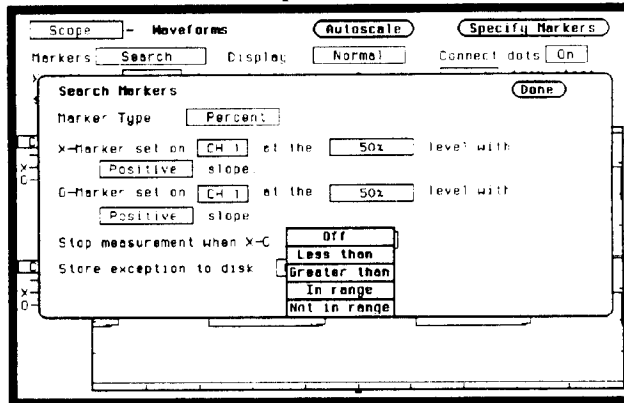 Scope - Waveforms Autoscale Specify Markers
Markers Search Display Normal Connect dots On
Search Markers Done
Marker Type Percent
X-Marker set on CH 1 at the 50% level with
Positive slope.
O-Marker set on CH 1 at the 50% level with
Positive slope
Stop measurement when X-O Off
Less than
Store exception to disk Greater than
In range
Not in range
X-
O-
X-
O-